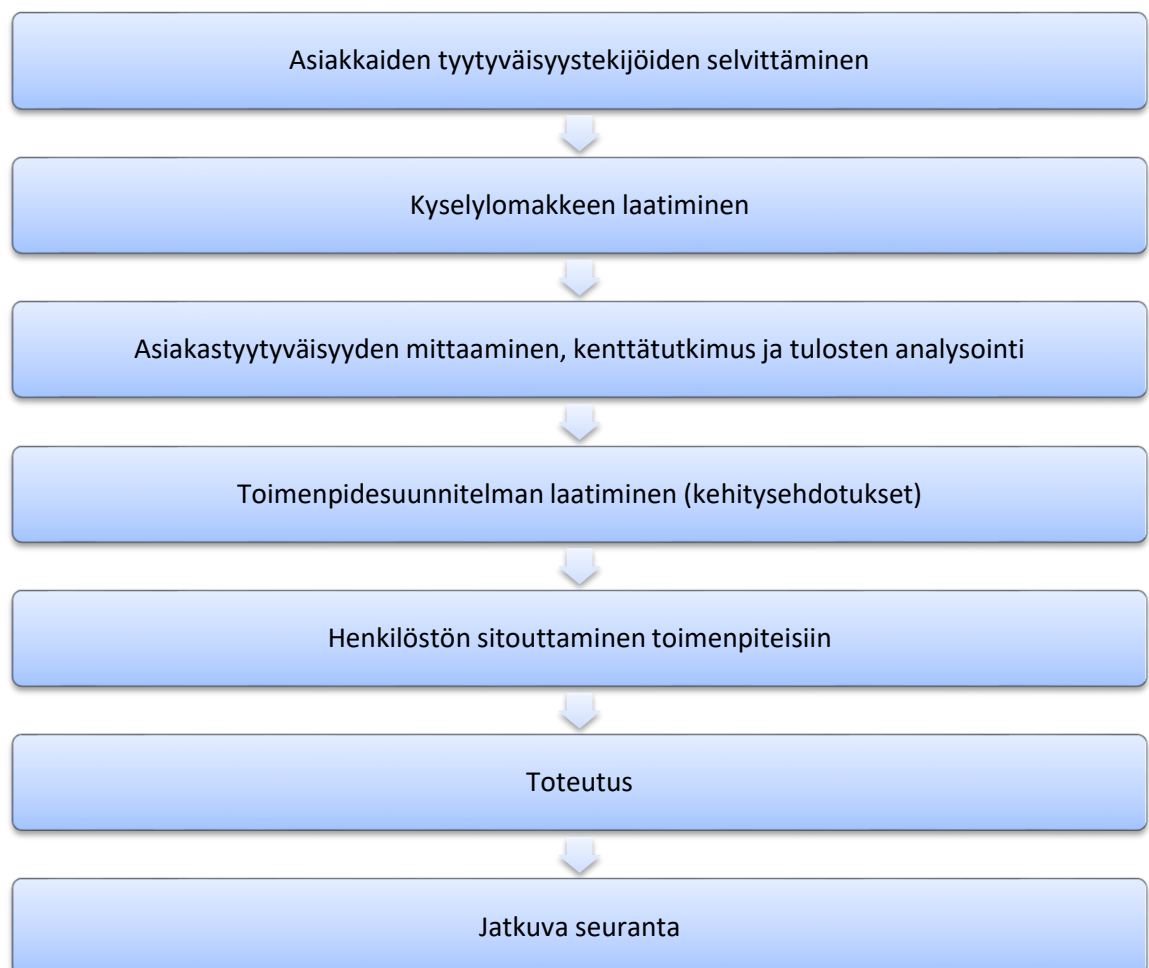 Asiakkaiden tyytyväisyystekijöiden selvittäminen
Kyselylomakkeen laatiminen
Asiakastyytyväisyyden mittaaminen, kenttätutkimus ja tulosten analysointi
Toimenpidesuunnitelman laatiminen (kehitysehdotukset)
Henkilöstön sitouttaminen toimenpiteisiin
Toteutus
Jatkuva seuranta